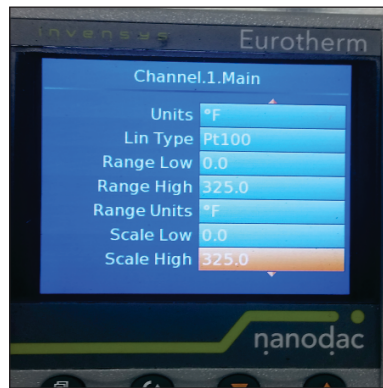 invensys Eurotherm
Channel.1.Main
Units °F
Lin Type Pt100
Range Low 0.0
Range High 325.0
Range Units °F
Scale Low 0.0
Scale High 325.0
nanodac